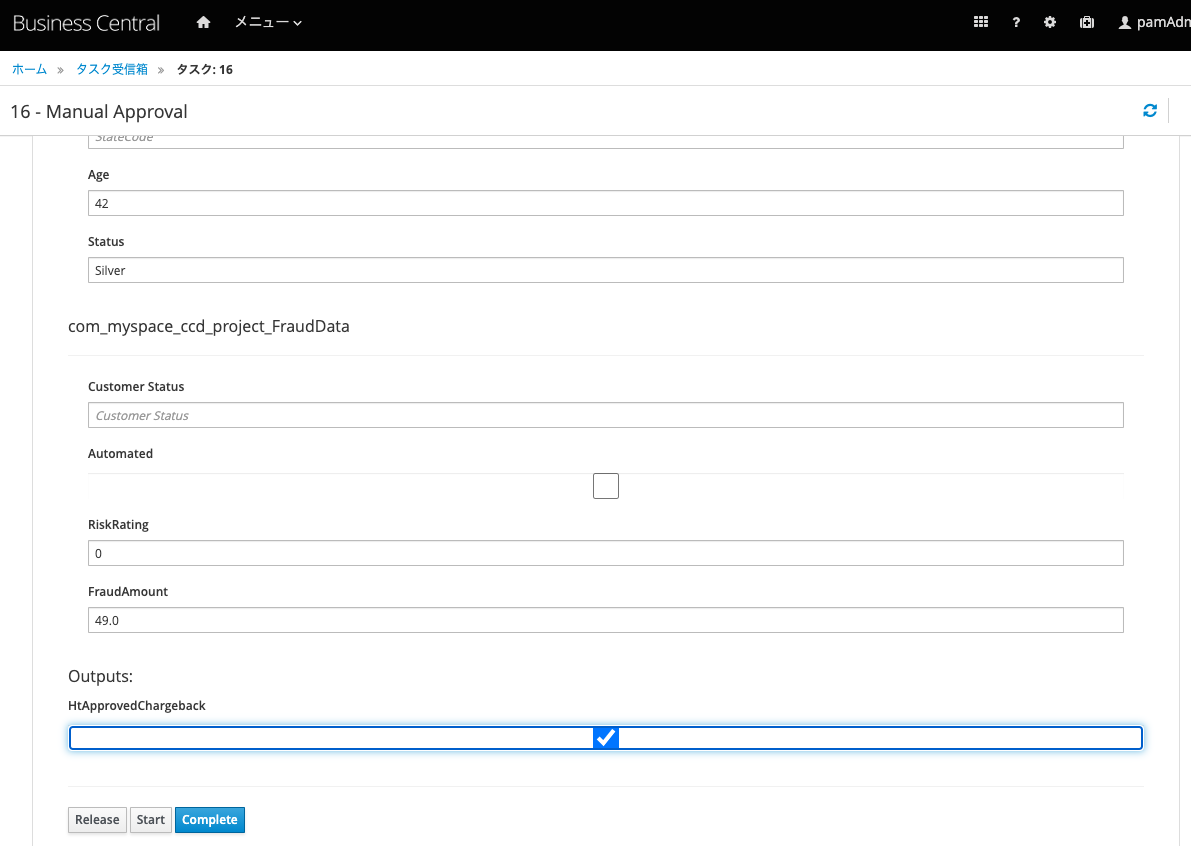 Business Central メニュー ? pamAdm
ホーム » タスク受信箱 » タスク: 16
16 - Manual Approval
StateCode
Age
42
Status
Silver
com_myspace_ccd_project_FraudData
Customer Status
Customer Status
Automated
RiskRating
0
FraudAmount
49.0
Outputs:
HtApprovedChargeback
Release Start Complete